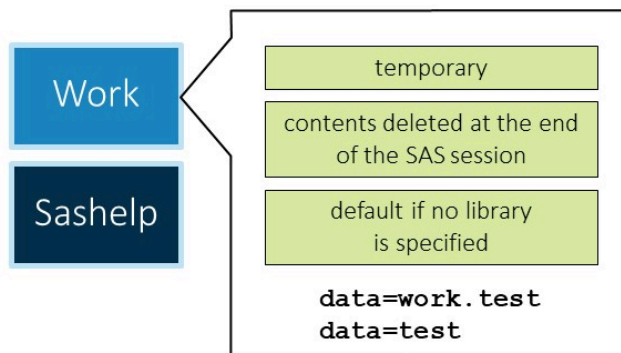 Work
Sashelp
temporary
contents deleted at the end
of the SAS session
default if no library
is specified
data=work.test
data=test